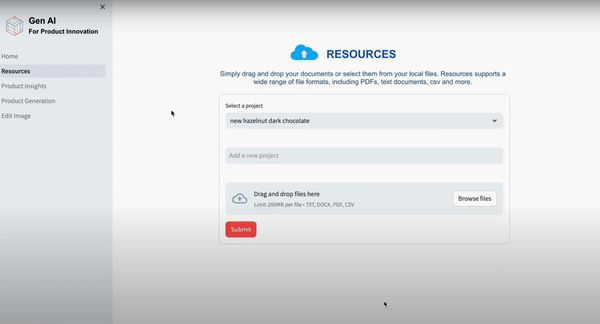 Gen AI
For Product Innovation
Home
Resources
Product Insights
Product Generation
Edit Image
RESOURCES
Simply drag and drop your documents or select them from your local files. Resources supports a
wide range of file formats, including PDFs, text documents, csv and more.
Select a project
new hazelnut dark chocolate
Add a new project
Drag and drop files here
Limit 200MB per file • TXT, DOCX, PDF, CSV
Browse files
Submit